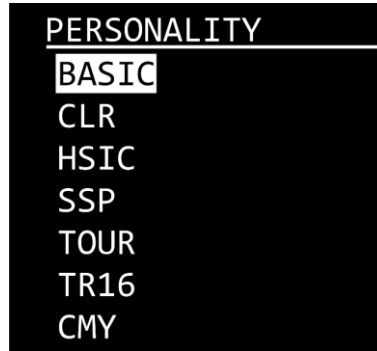 PERSONALITY
BASIC
CLR
HSIC
SSP
TOUR
TR16
CMY